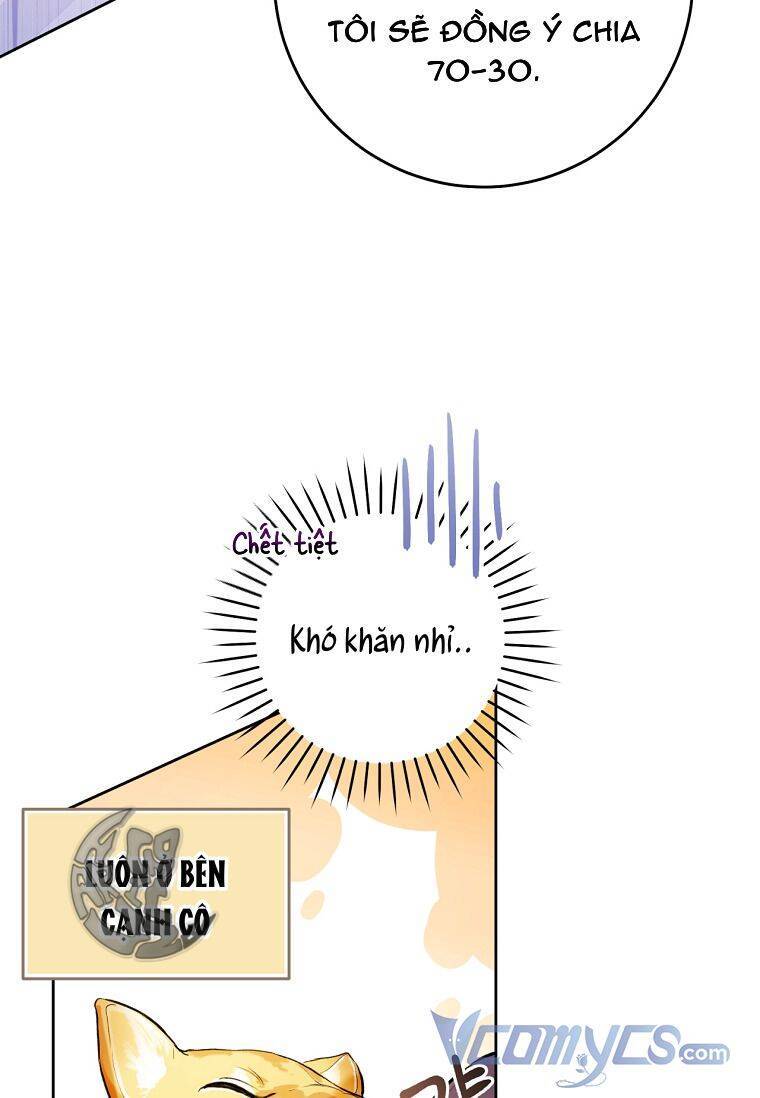 TÔI SẼ ĐỒNG Ý CHIA
70-30.
Chết tiệt
Khó khăn nhỉ..
LUÔN Ở BÊN
CẠNH CÔ
VCOMYCS.com